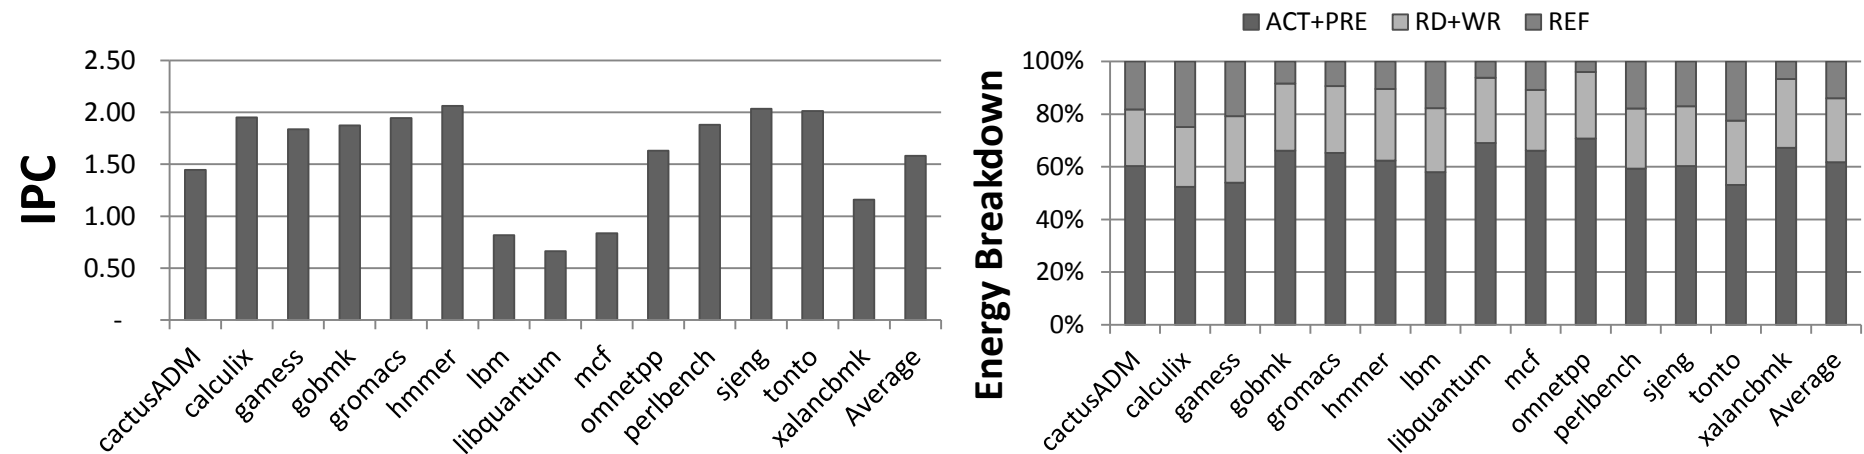 IPC
2.50
2.00
1.50
1.00
0.50
-
cactusADM
calculix
gamess
gobmk
gromacs
hmmer
lbm
libquantum
mcf
omnetpp
perlbench
sjeng
tonto
xalancbmk
Average
ACT+PRE RD+WR REF
Energy Breakdown
100%
80%
60%
40%
20%
0%
cactusADM
calculix
gamess
gobmk
gromacs
hmmer
lbm
libquantum
mcf
omnetpp
perlbench
sjeng
tonto
xalancbmk
Average